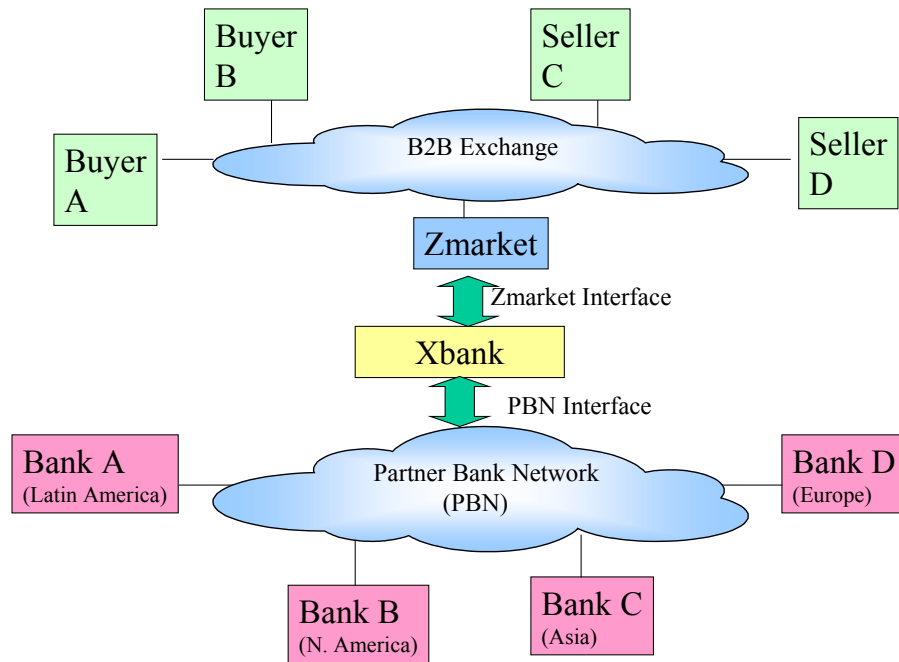 Buyer
B
Seller
C
Buyer
A
B2B Exchange
Seller
D
Zmarket
Zmarket Interface
Xbank
PBN Interface
Bank A
(Latin America)
Partner Bank Network
(PBN)
Bank D
(Europe)
Bank B
(N. America)
Bank C
(Asia)